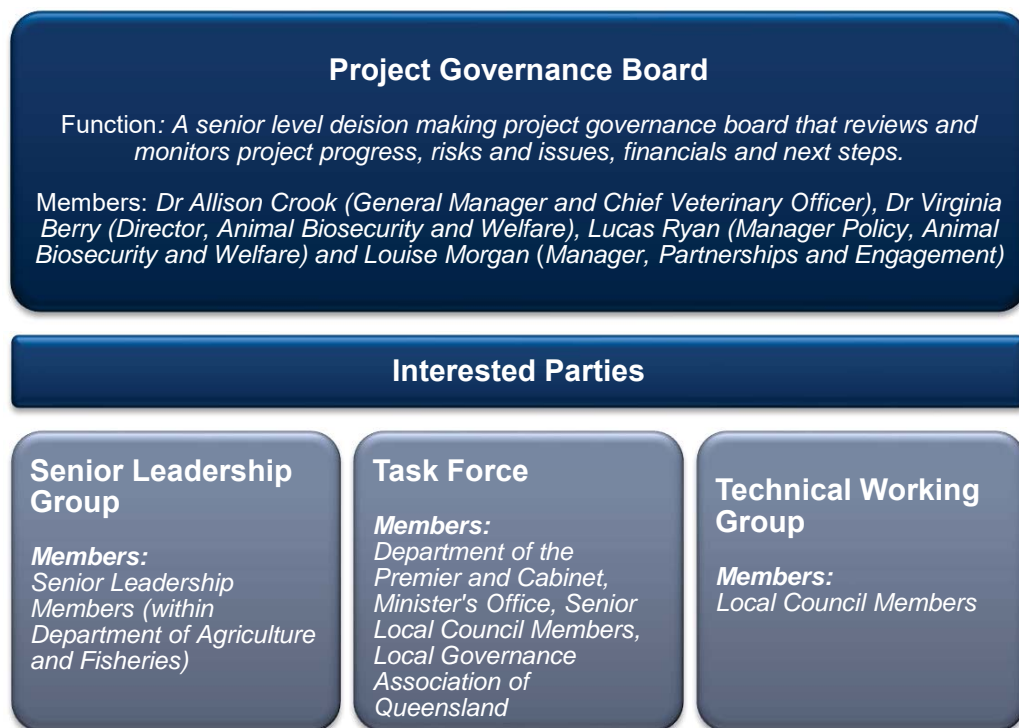 Project Governance Board
Function: A senior level deision making project governance board that reviews and
monitors project progress, risks and issues, financials and next steps.
Members: Dr Allison Crook (General Manager and Chief Veterinary Officer), Dr Virginia
Berry (Director, Animal Biosecurity and Welfare), Lucas Ryan (Manager Policy, Animal
Biosecurity and Welfare) and Louise Morgan (Manager, Partnerships and Engagement)
Interested Parties
Senior Leadership
Group
Members:
Senior Leadership
Members (within
Department of Agriculture
and Fisheries)
Task Force
Members:
Department of the
Premier and Cabinet,
Minister's Office, Senior
Local Council Members,
Local Governance
Association of
Queensland
Technical Working
Group
Members:
Local Council Members